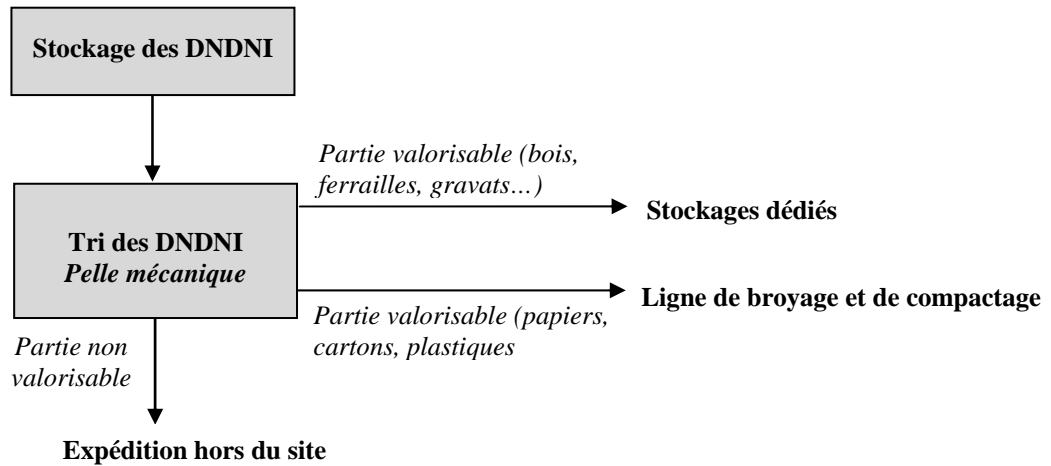 Stockage des DNDNI
Partie valorisable (bois,
ferrailles, gravats…)
Stockages dédiés
Tri des DNDNI
Pelle mécanique
Ligne de broyage et de compactage
Partie valorisable (papiers,
cartons, plastiques
Partie non
valorisable
Expédition hors du site